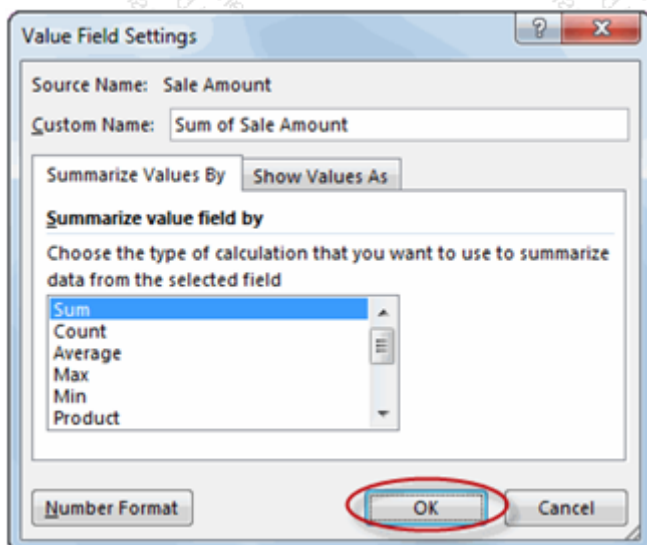 Value Field Settings
?
Source Name: Sale Amount
Custom Name: Sum of Sale Amount
Summarize Values By Show Values As
Summarize value field by
Choose the type of calculation that you want to use to summarize
data from the selected field
Sum
Count
Average
Max
Min
Product
Number Format OK Cancel